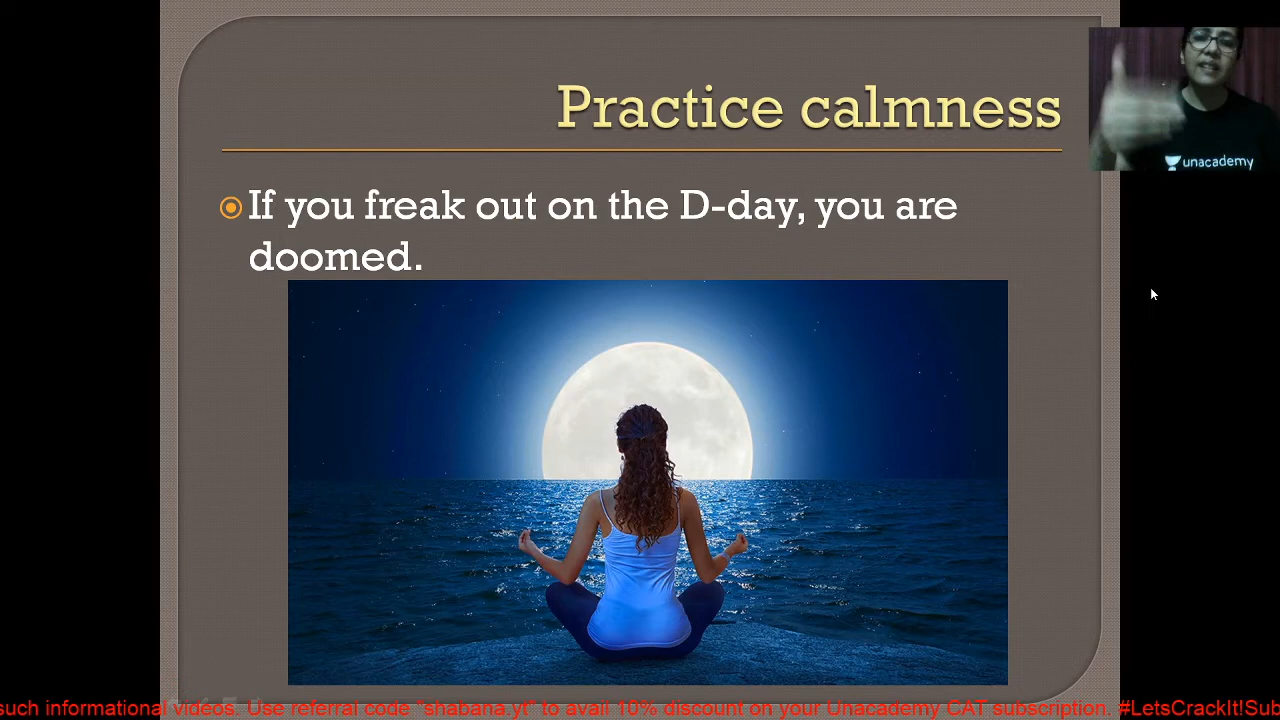 Practice calmness
If you freak out on the D-day, you are
doomed.
unacademy
such informational videos. Use referral code "shabana.yt" to avail 10% discount on your Unacademy CAT subscription. #LetsCrackIt!Sub